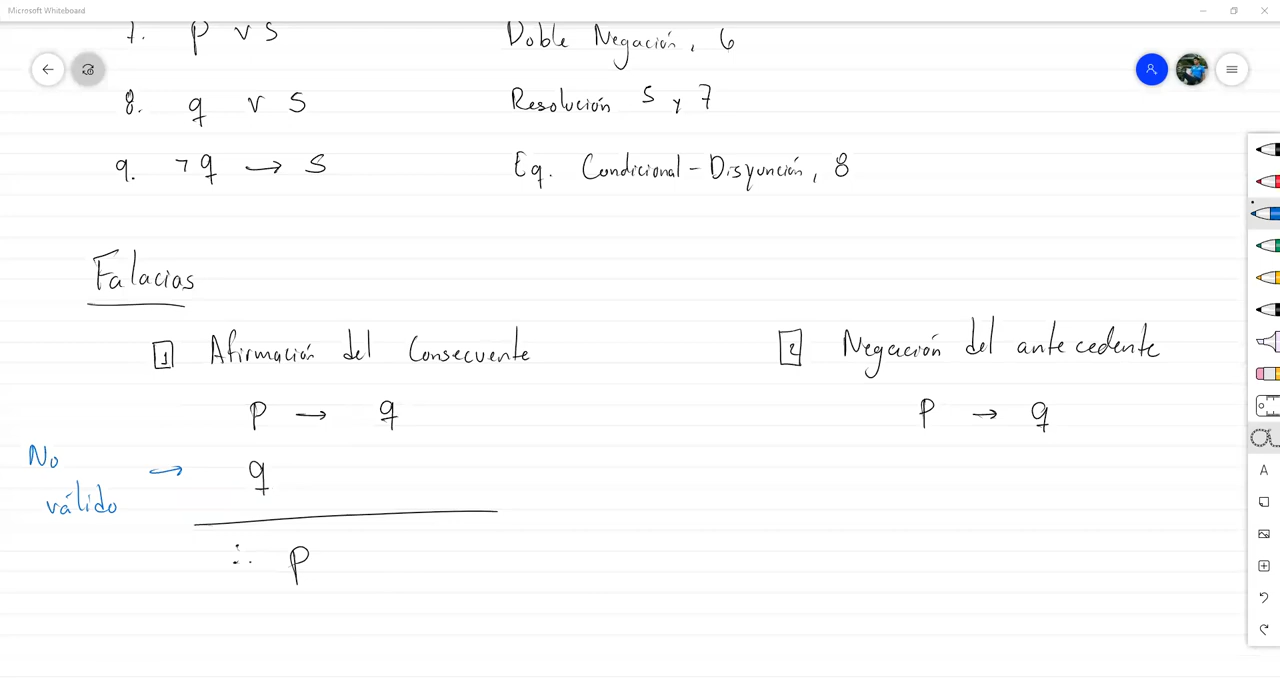 Microsoft Whiteboard
7. p v S Doble Negación, 6
8. q v S Resolución 5 y 7
9. ¬q → S Eq. Condicional-Disyunción, 8
Falacias
1 Afirmación del Consecuente
p → q
No válido → q
∴ p
2 Negación del antecedente
p → q